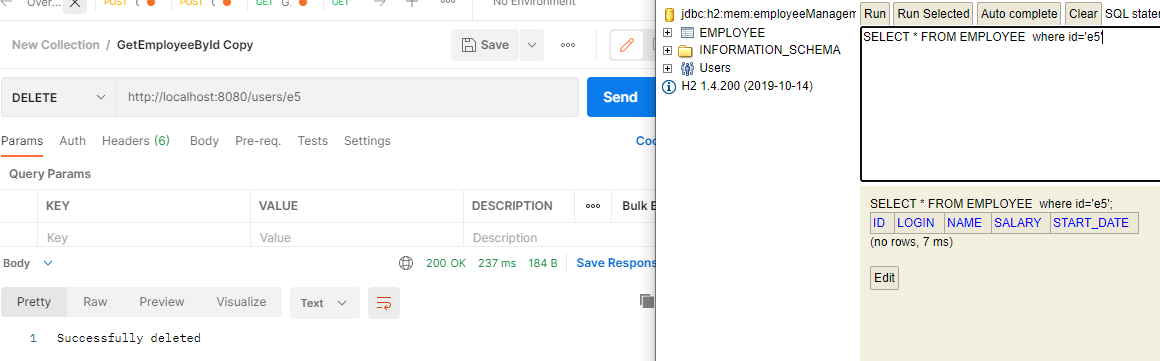 Over... POST POST GET G. GET No Environment
New Collection / GetEmployeeById Copy Save
DELETE http://localhost:8080/users/e5 Send
Params Auth Headers (6) Body Pre-req. Tests Settings
Query Params
KEY VALUE DESCRIPTION Bulk E
Key Value Description
Body 200 OK 237 ms 184 B Save Respons
Pretty Raw Preview Visualize Text
1 Successfully deleted
jdbc:h2:mem:employeeManagem
EMPLOYEE
INFORMATION_SCHEMA
Users
H2 1.4.200 (2019-10-14)
Run Run Selected Auto complete Clear SQL staten
SELECT * FROM EMPLOYEE where id='e5'
SELECT * FROM EMPLOYEE where id='e5';
ID LOGIN NAME SALARY START_DATE
(no rows, 7 ms)
Edit